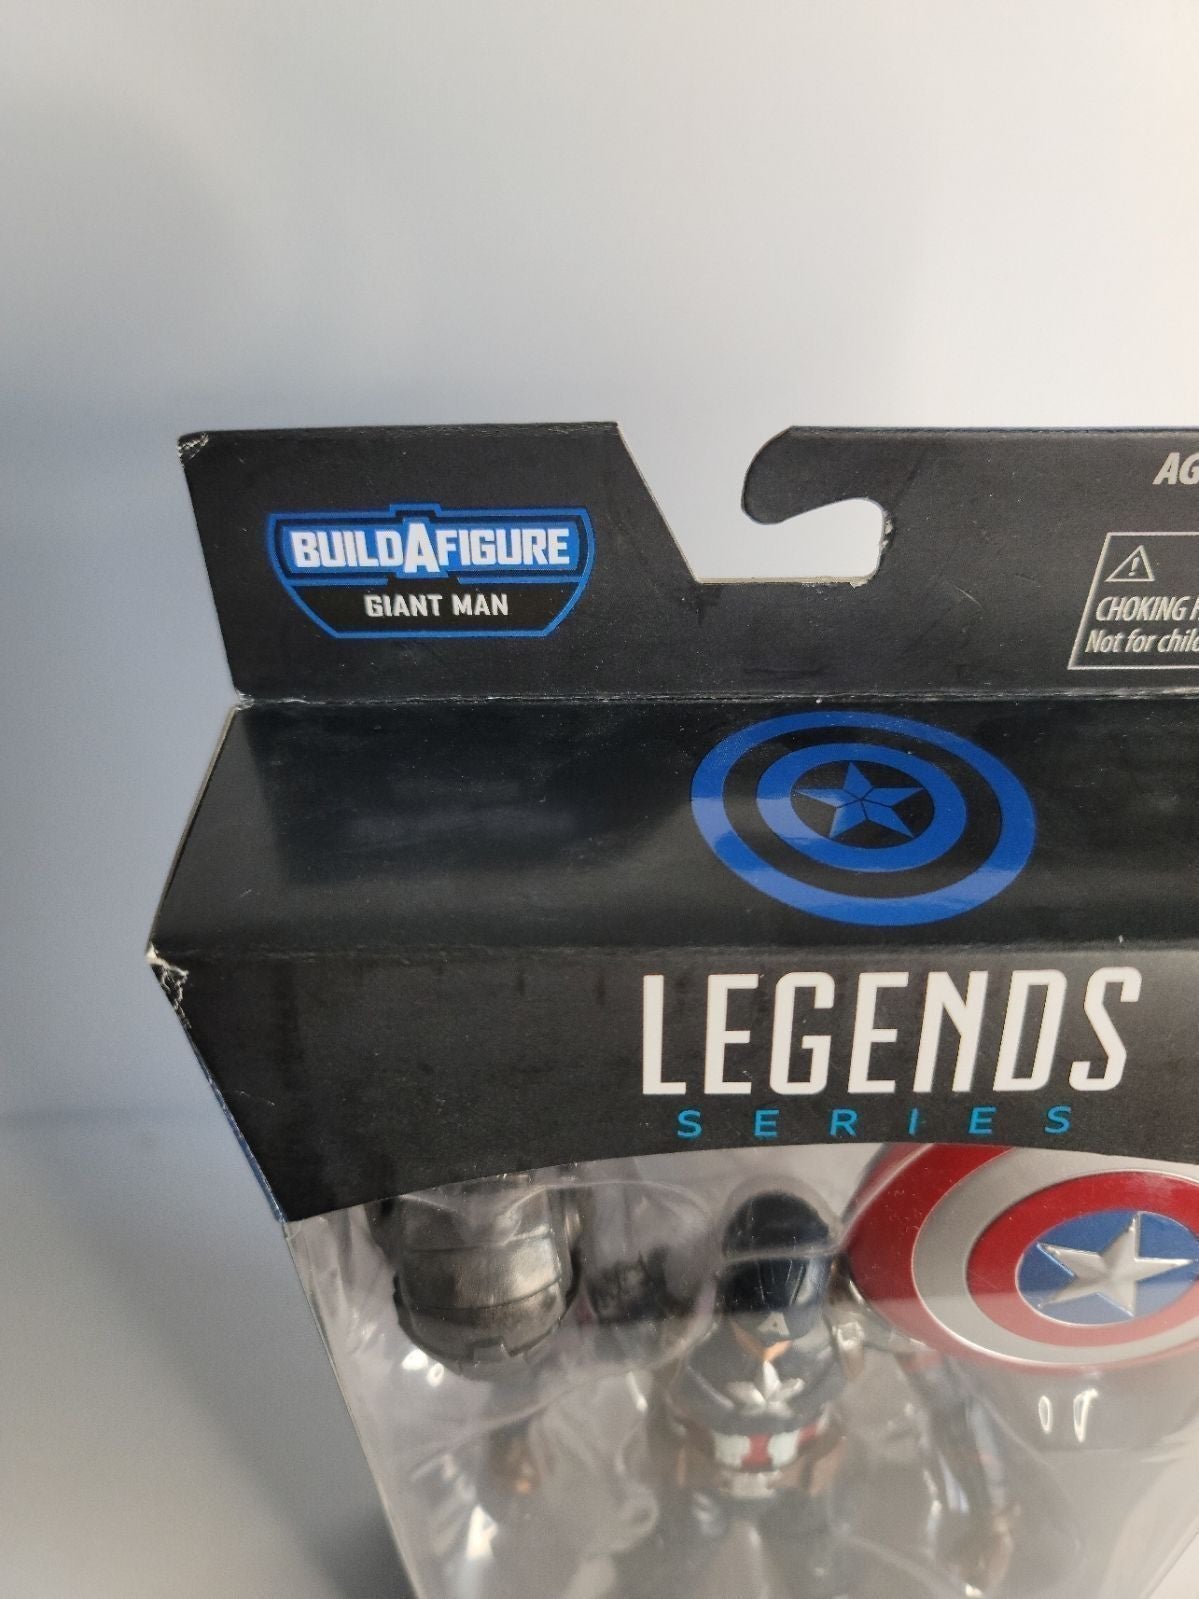 BUILDAFIGURE
GIANT MAN
CHOKING
Not for
LEGENDS
SERIES
A